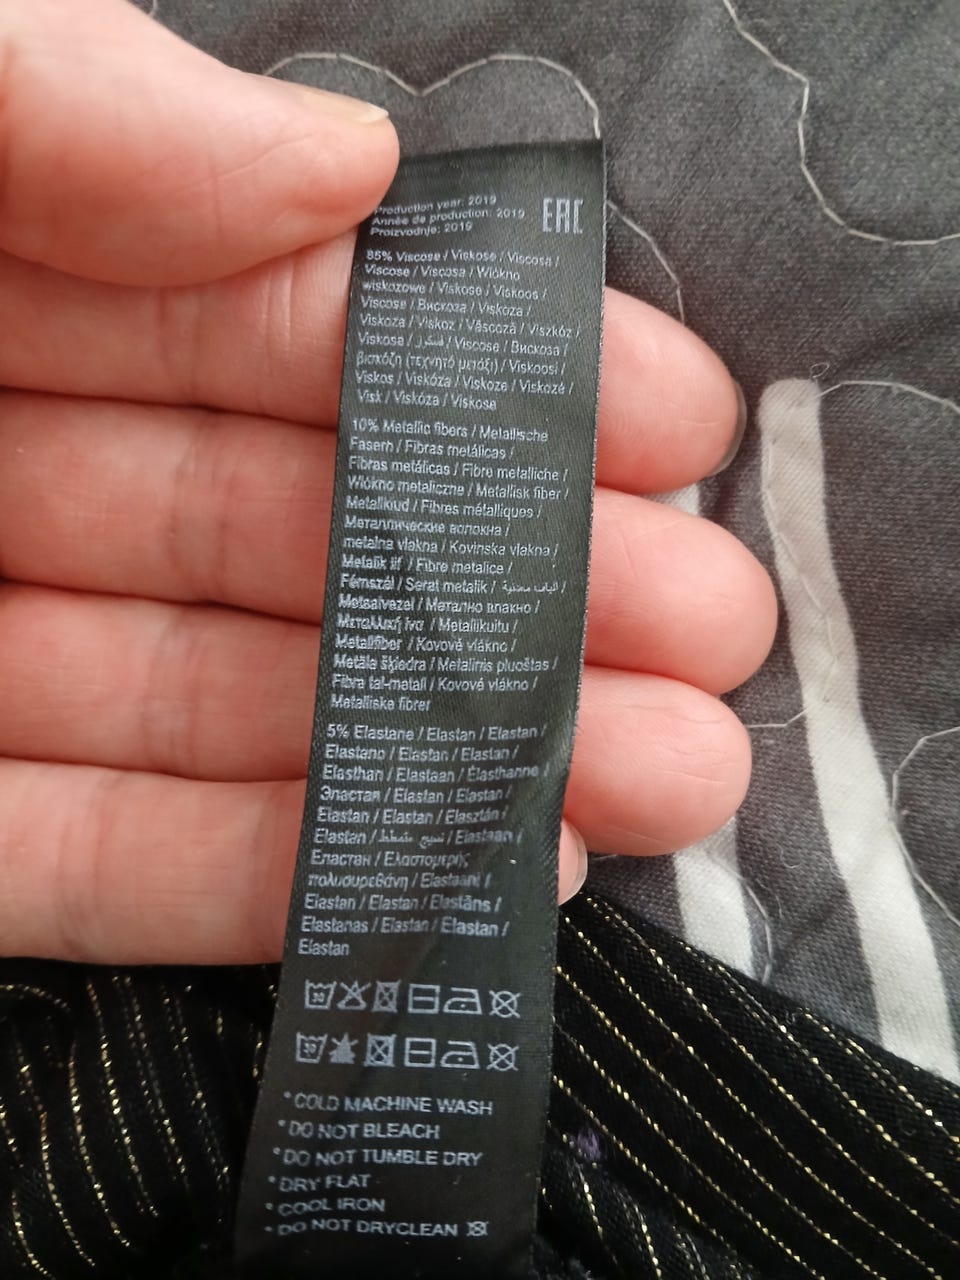 Production year: 2019
Année de production: 2019
Proizvodnje: 2019
EAC
85% Viscose / Viskose / Viscosa /
Viscose / Viscosa / Włókno
wiskozowe / Viskose / Viskoos /
Viscose / Вискоза / Viskoza /
Viskoza / Viskoz / Vâscoză / Viszkóz /
Viskosa / فسكوز / Viscose / Вискоза /
βισκόζη (τεχνητό μετάξι) / Viskoosi /
Viskos / Viskóza / Viskoze / Viskozė /
Visk / Viskóza / Viskose
10% Metallic fibers / Metallische
Fasern / Fibras metálicas /
Fibras metálicas / Fibre metalliche /
Włókno metaliczne / Metallisk fiber /
Metallkiud / Fibres métalliques /
Металлические волокна /
metalna vlakna / Kovinska vlakna /
Metalik lif / Fibre metalice /
Fémszál / Serat metalik / الياف معدنية /
Metaalvezel / Метално влакно /
Μεταλλική ίνα / Metallikuitu /
Metallfiber / Kovové vlákno /
Metāla šķiedra / Metalinis pluoštas /
Fibra tal-metall / Kovové vlákno /
Metalliske fibrer
5% Elastane / Elastan / Elastan /
Elastano / Elastan / Elastan /
Elasthan / Elastaan / Élasthanne /
Эластан / Elastan / Elastan /
Elastan / Elastan / Elasztán /
Elastan / نسيج مطاط / Elastaan /
Еластан / Ελαστομερής
πολυουρεθάνη / Elastaani /
Elastan / Elastan / Elastāns /
Elastanas / Elastan / Elastan /
Elastan
30
30
*COLD MACHINE WASH
*DO NOT BLEACH
*DO NOT TUMBLE DRY
*DRY FLAT
*COOL IRON
*DO NOT DRYCLEAN